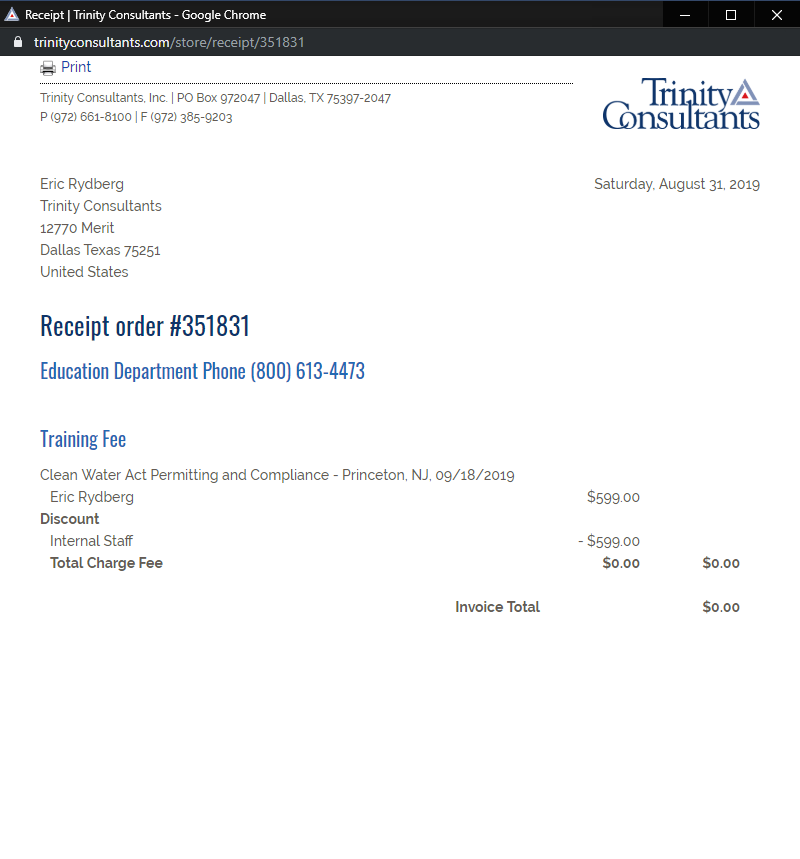 Receipt | Trinity Consultants - Google Chrome
trinityconsultants.com/store/receipt/351831
Print
Trinity Consultants, Inc. | PO Box 972047 | Dallas, TX 75397-2047
P (972) 661-8100 | F (972) 385-9203
Trinity
Consultants
Eric Rydberg
Saturday, August 31, 2019
Trinity Consultants
12770 Merit
Dallas Texas 75251
United States
Receipt order #351831
Education Department Phone (800) 613-4473
Training Fee
Clean Water Act Permitting and Compliance - Princeton, NJ, 09/18/2019
Eric Rydberg $599.00
Discount
Internal Staff - $599.00
Total Charge Fee $0.00 $0.00
Invoice Total $0.00